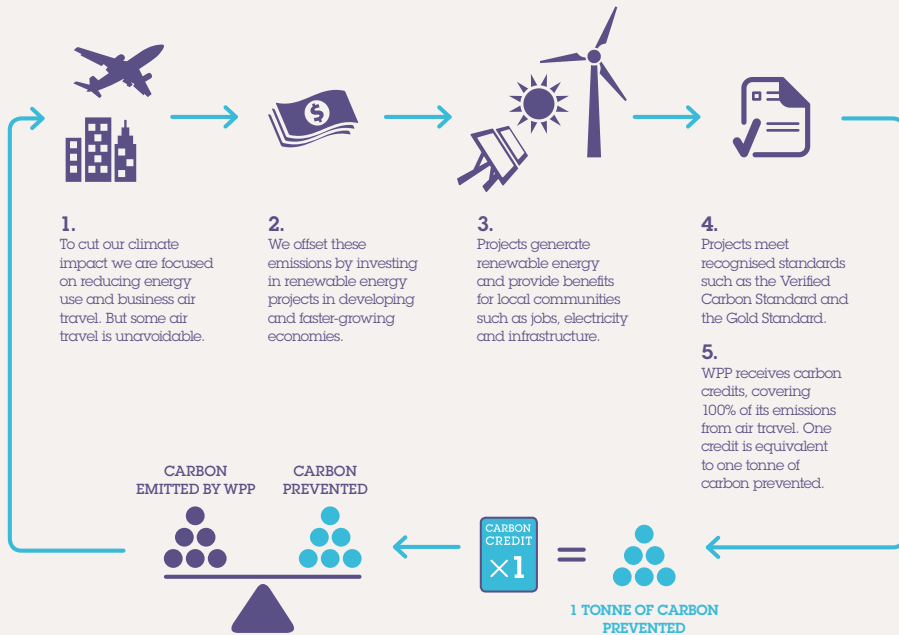 1.
To cut our climate
impact we are focused
on reducing energy
use and business air
travel. But some air
travel is unavoidable.
2.
We offset these
emissions by investing
in renewable energy
projects in developing
and faster-growing
economies.
3.
Projects generate
renewable energy
and provide benefits
for local communities
such as jobs, electricity
and infrastructure.
4.
Projects meet
recognised standards
such as the Verified
Carbon Standard and
the Gold Standard.
5.
WPP receives carbon
credits, covering
100% of its emissions
from air travel. One
credit is equivalent
to one tonne of
carbon prevented.
CARBON
EMITTED BY WPP
CARBON
PREVENTED
CARBON
CREDIT
×1
=
1 TONNE OF CARBON
PREVENTED
$